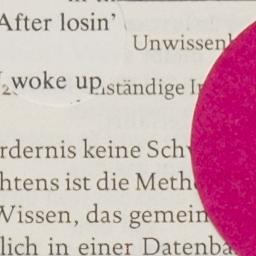 After losin'
Unwissenh
I woke up
ständige I
rdernis keine Schw
htens ist die Meth
Wissen, das gemein
lich in einer Datenba